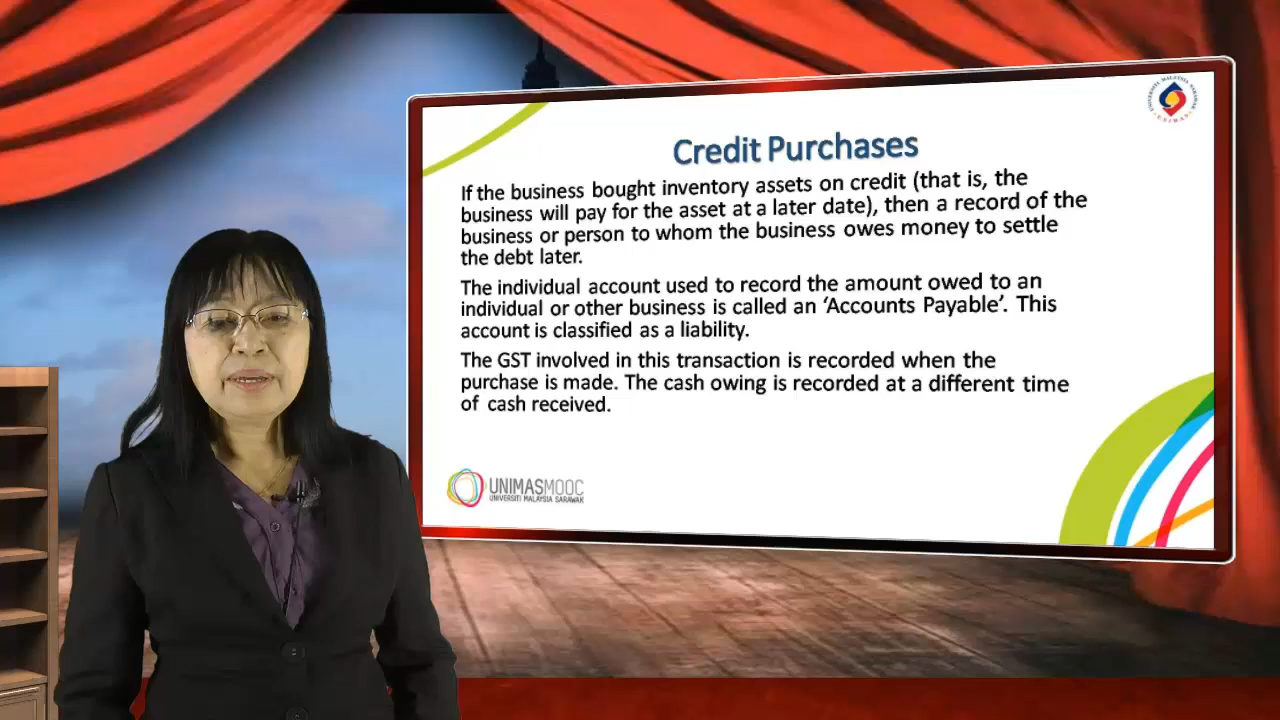 UNIVERSITI MALAYSIA SARAWAK
UNIMAS
Credit Purchases
If the business bought inventory assets on credit (that is, the
business will pay for the asset at a later date), then a record of the
business or person to whom the business owes money to settle
the debt later.
The individual account used to record the amount owed to an
individual or other business is called an ‘Accounts Payable’. This
account is classified as a liability.
The GST involved in this transaction is recorded when the
purchase is made. The cash owing is recorded at a different time
of cash received.
UNIMASMOOC
UNIVERSITI MALAYSIA SARAWAK